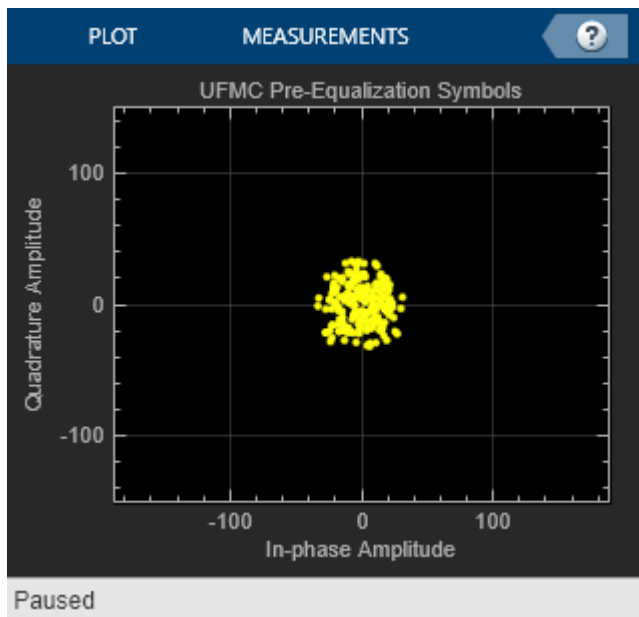 PLOT MEASUREMENTS ?
UFMC Pre-Equalization Symbols
Quadrature Amplitude
100
0
-100
-100 0 100
In-phase Amplitude
Paused